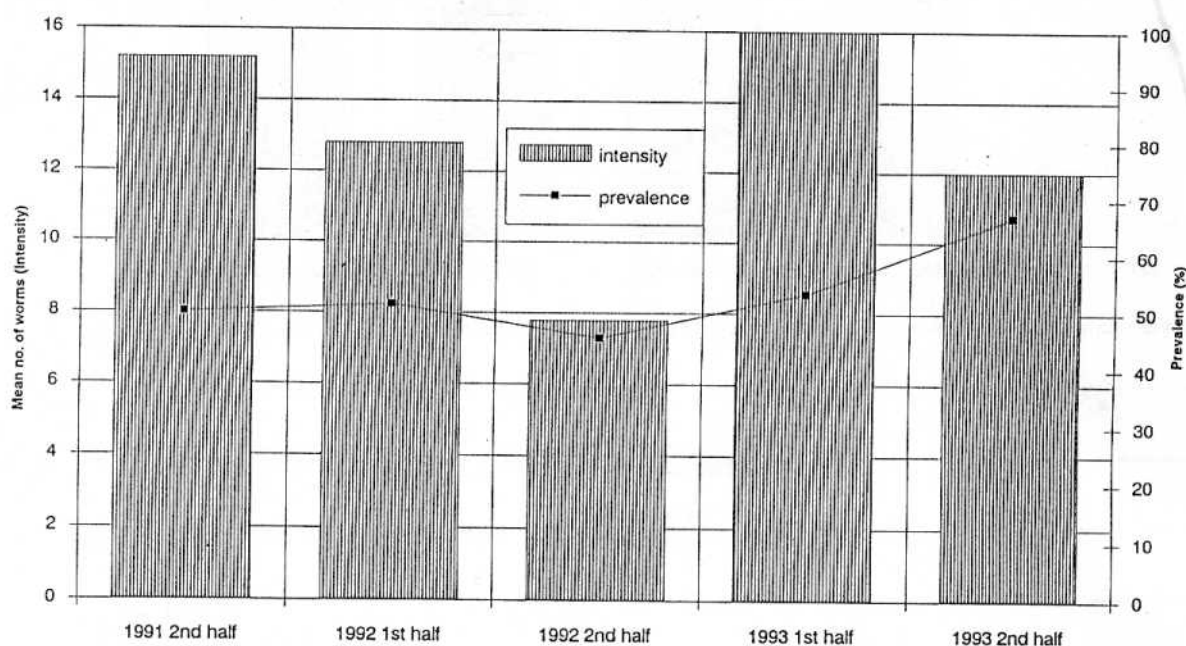 16
14
12
10
8
6
4
2
0
Mean no. of worms (Intensity)
intensity
prevalence
100
90
80
70
60
50
40
30
20
10
0
Prevalence (%)
1991 2nd half
1992 1st half
1992 2nd half
1993 1st half
1993 2nd half